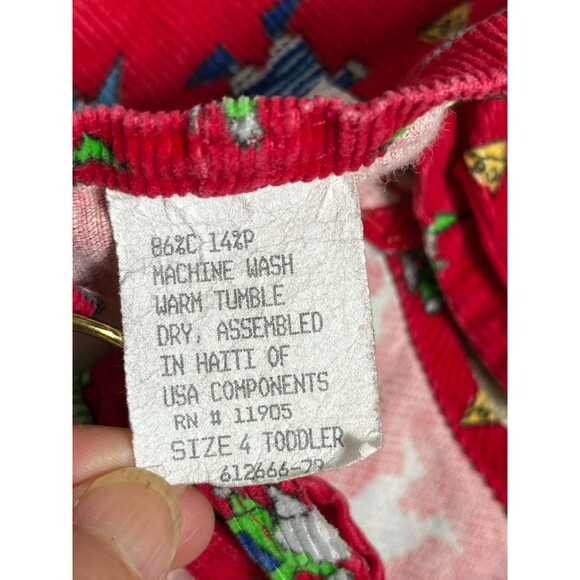 86%C 14%P
MACHINE WASH
WARM TUMBLE
DRY, ASSEMBLED
IN HAITI OF
USA COMPONENTS
RN # 11905
SIZE 4 TODDLER